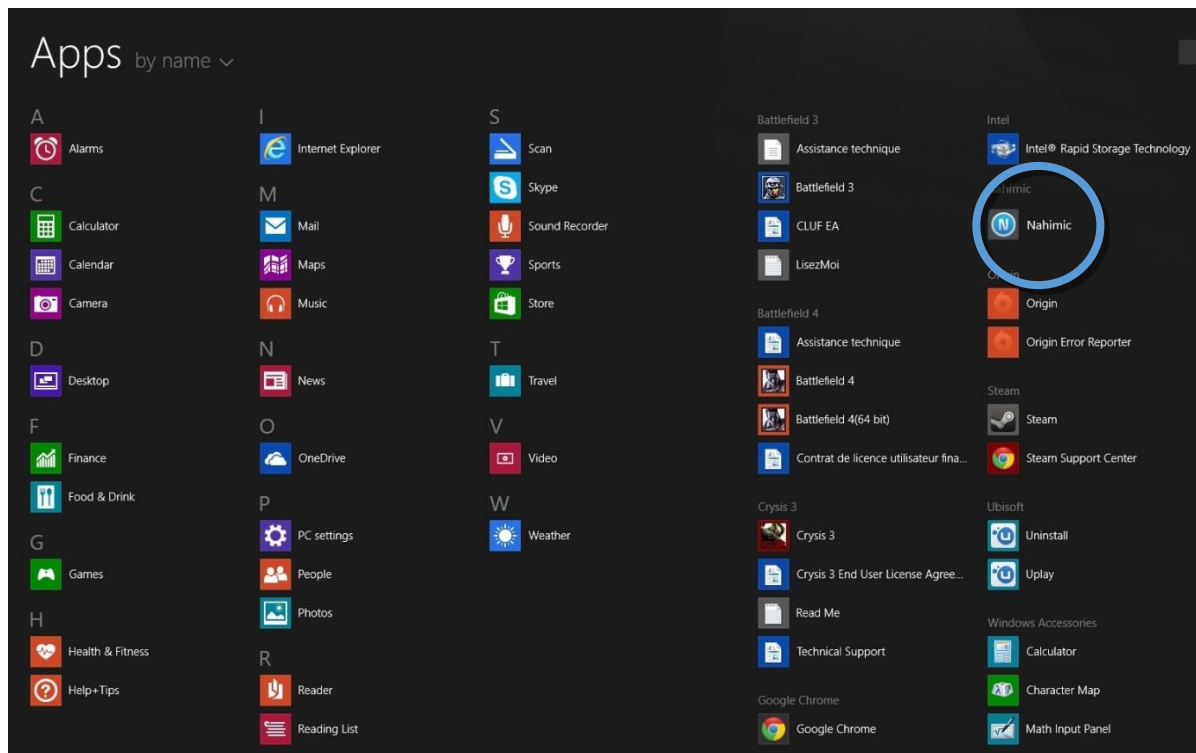 Apps by name
A
Alarms
C
Calculator
Calendar
Camera
D
Desktop
F
Finance
Food & Drink
G
Games
H
Health & Fitness
Help+Tips
I
Internet Explorer
M
Mail
Maps
Music
N
News
O
OneDrive
P
PC settings
People
Photos
R
Reader
Reading List
S
Scan
Skype
Sound Recorder
Sports
Store
T
Travel
V
Video
W
Weather
Battlefield 3
Assistance technique
Battlefield 3
CLUF EA
LisezMoi
Battlefield 4
Assistance technique
Battlefield 4
Battlefield 4(64 bit)
Contrat de licence utilisateur fina...
Crysis 3
Crysis 3
Crysis 3 End User License Agree...
Read Me
Technical Support
Google Chrome
Google Chrome
Intel
Intel® Rapid Storage Technology
Nahimic
Nahimic
Origin
Origin
Origin Error Reporter
Steam
Steam
Steam Support Center
Ubisoft
Uninstall
Uplay
Windows Accessories
Calculator
Character Map
Math Input Panel